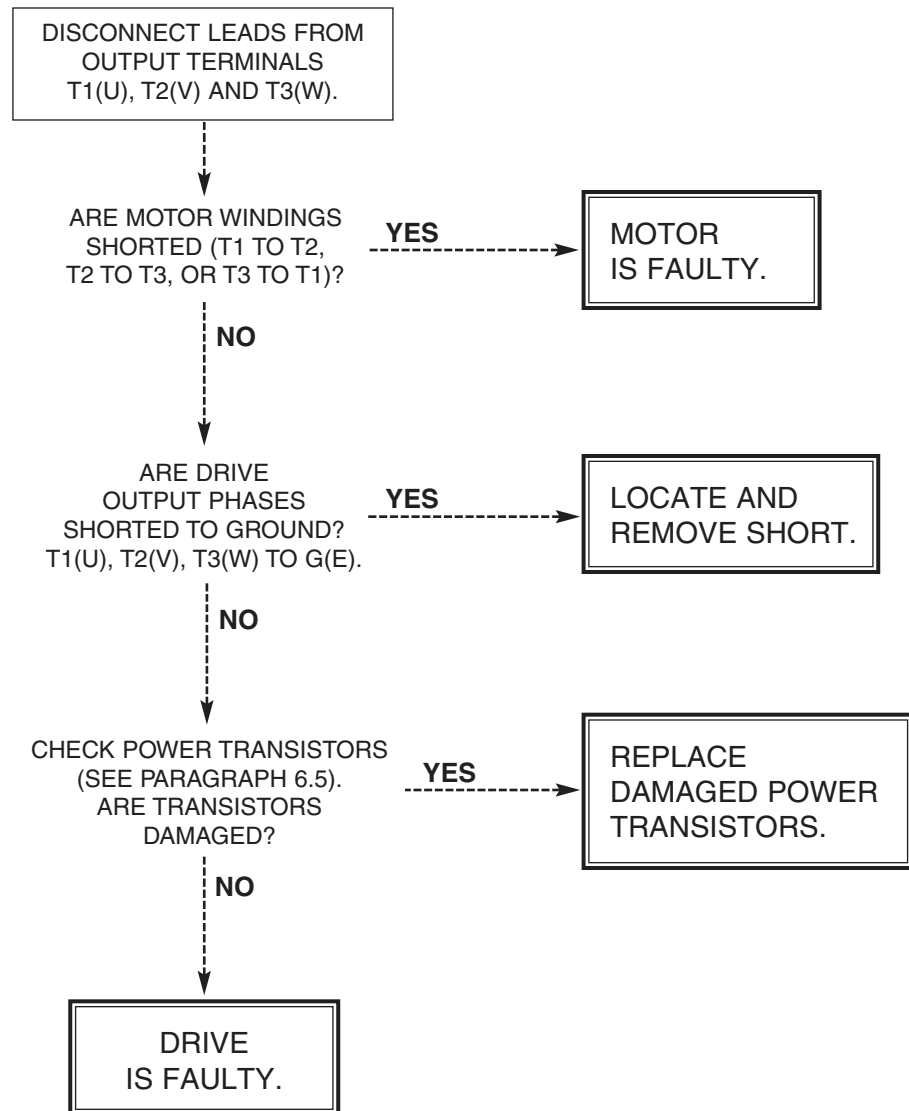 DISCONNECT LEADS FROM
OUTPUT TERMINALS
T1(U), T2(V) AND T3(W).
ARE MOTOR WINDINGS
SHORTED (T1 TO T2,
T2 TO T3, OR T3 TO T1)?
YES
MOTOR
IS FAULTY.
NO
ARE DRIVE
OUTPUT PHASES
SHORTED TO GROUND?
T1(U), T2(V), T3(W) TO G(E).
YES
LOCATE AND
REMOVE SHORT.
NO
CHECK POWER TRANSISTORS
(SEE PARAGRAPH 6.5).
ARE TRANSISTORS
DAMAGED?
YES
REPLACE
DAMAGED POWER
TRANSISTORS.
NO
DRIVE
IS FAULTY.